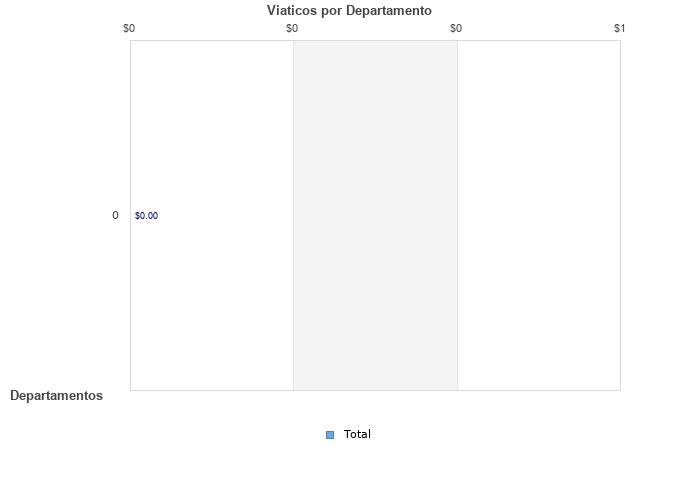 Viaticos por Departamento
$0 $0 $0 $1
0 $0.00
Departamentos
Total